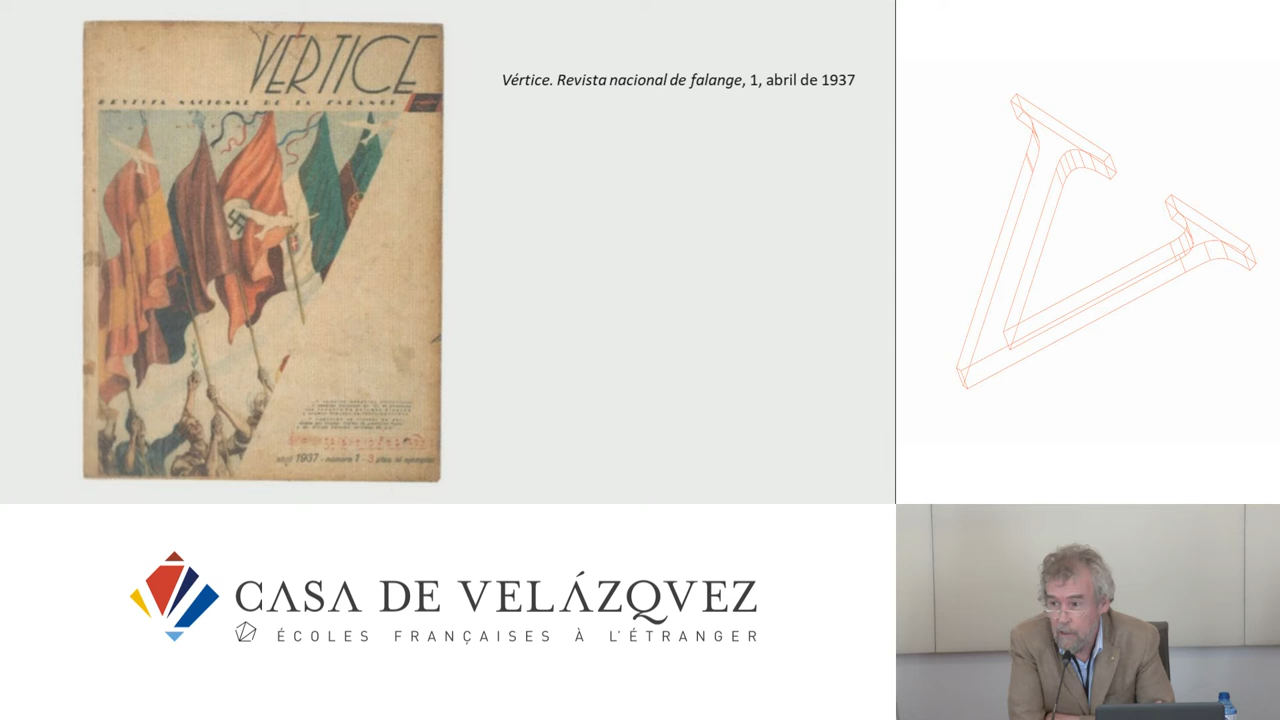 VÉRTICE
REVISTA NACIONAL DE LA FALANGE
abril 1937 - número 1 - 3 ptas. el ejemplar
Vértice. Revista nacional de falange, 1, abril de 1937
CASA DE VELÁZQVEZ
ÉCOLES FRANÇAISES À L'ÉTRANGER